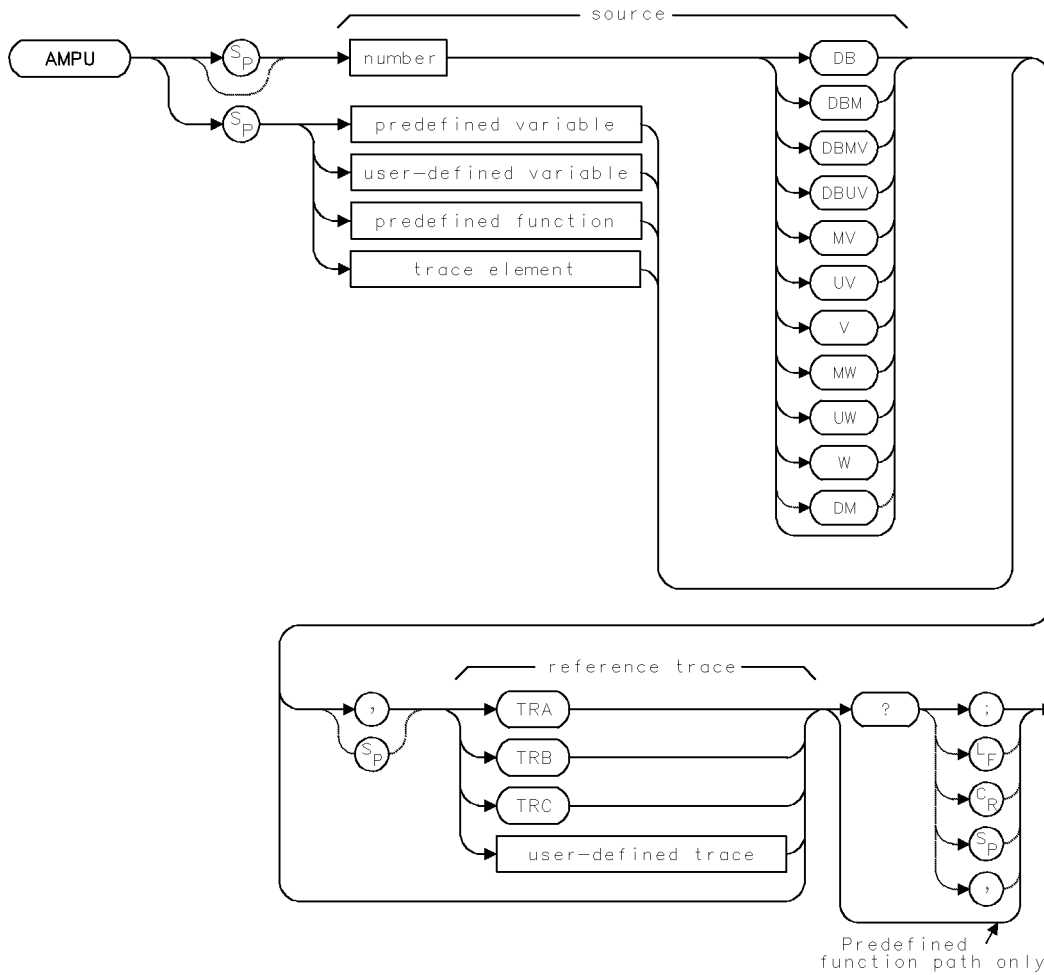 source
AMPU
SP
number
DB
DBM
SP
predefined variable
DBMV
user-defined variable
DBUV
predefined function
MV
trace element
UV
V
MW
UW
W
DM
reference trace
,
TRA
?
;
SP
TRB
LF
TRC
CR
user-defined trace
SP
,
Predefined
function path only